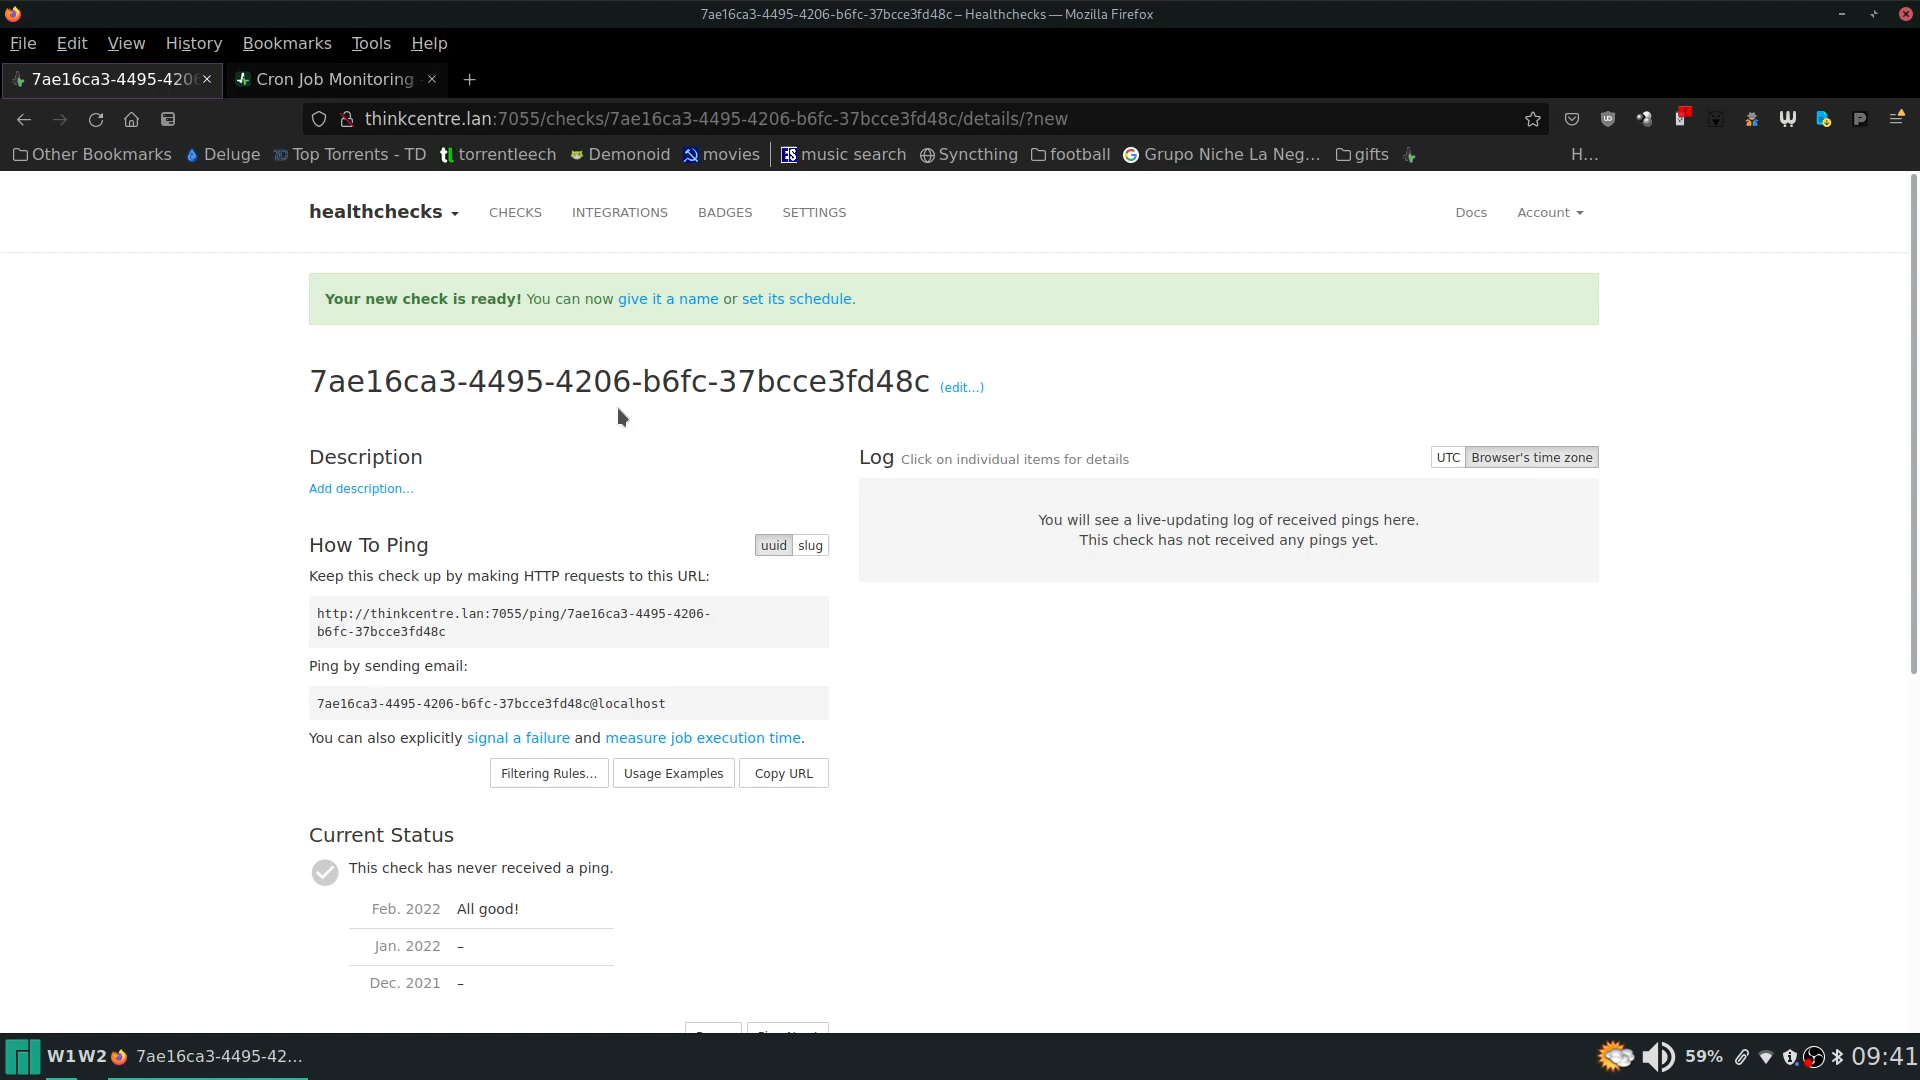 7ae16ca3-4495-4206-b6fc-37bcce3fd48c – Healthchecks — Mozilla Firefox
File Edit View History Bookmarks Tools Help
7ae16ca3-4495-4206 Cron Job Monitoring
thinkcentre.lan:7055/checks/7ae16ca3-4495-4206-b6fc-37bcce3fd48c/details/?new
Other Bookmarks Deluge Top Torrents - TD torrentleech Demonoid movies music search Syncthing football Grupo Niche La Neg… gifts H…
healthchecks CHECKS INTEGRATIONS BADGES SETTINGS Docs Account
Your new check is ready! You can now give it a name or set its schedule.
7ae16ca3-4495-4206-b6fc-37bcce3fd48c (edit…)
Description
Add description…
How To Ping uuid slug
Keep this check up by making HTTP requests to this URL:
http://thinkcentre.lan:7055/ping/7ae16ca3-4495-4206-
b6fc-37bcce3fd48c
Ping by sending email:
7ae16ca3-4495-4206-b6fc-37bcce3fd48c@localhost
You can also explicitly signal a failure and measure job execution time.
Filtering Rules… Usage Examples Copy URL
Current Status
This check has never received a ping.
Feb. 2022 All good!
Jan. 2022 –
Dec. 2021 –
Log Click on individual items for details UTC Browser's time zone
You will see a live-updating log of received pings here.
This check has not received any pings yet.
W1 W2 7ae16ca3-4495-42… 59% 09:41